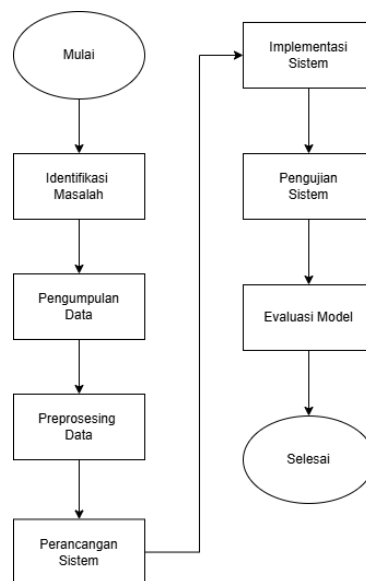 Mulai
Identifikasi
Masalah
Pengumpulan
Data
Preprosesing
Data
Perancangan
Sistem
Implementasi
Sistem
Pengujian
Sistem
Evaluasi Model
Selesai